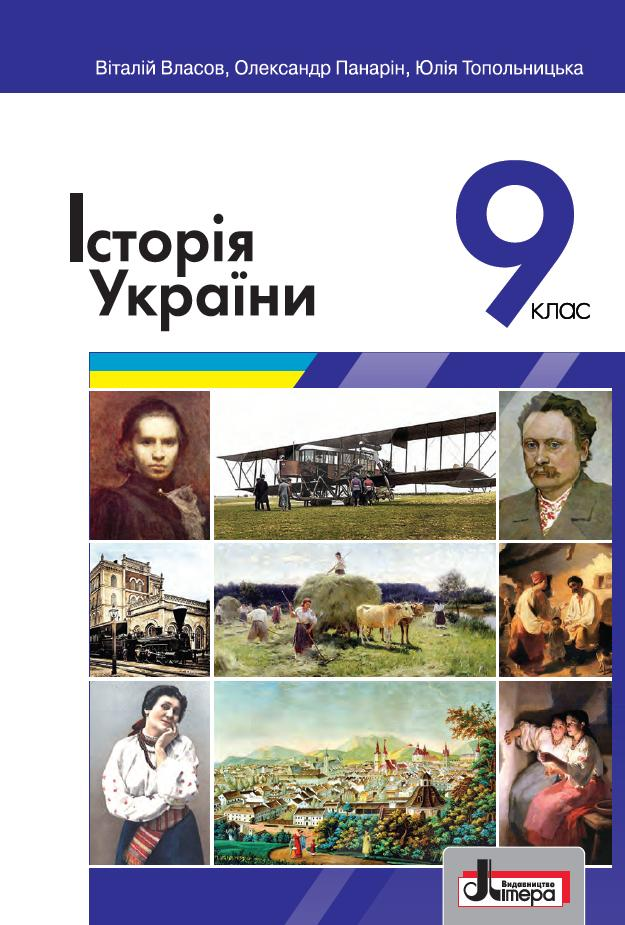 Віталій Власов, Олександр Панарін, Юлія Топольницька
Історія
України
9
клас
Видавництво
Літера